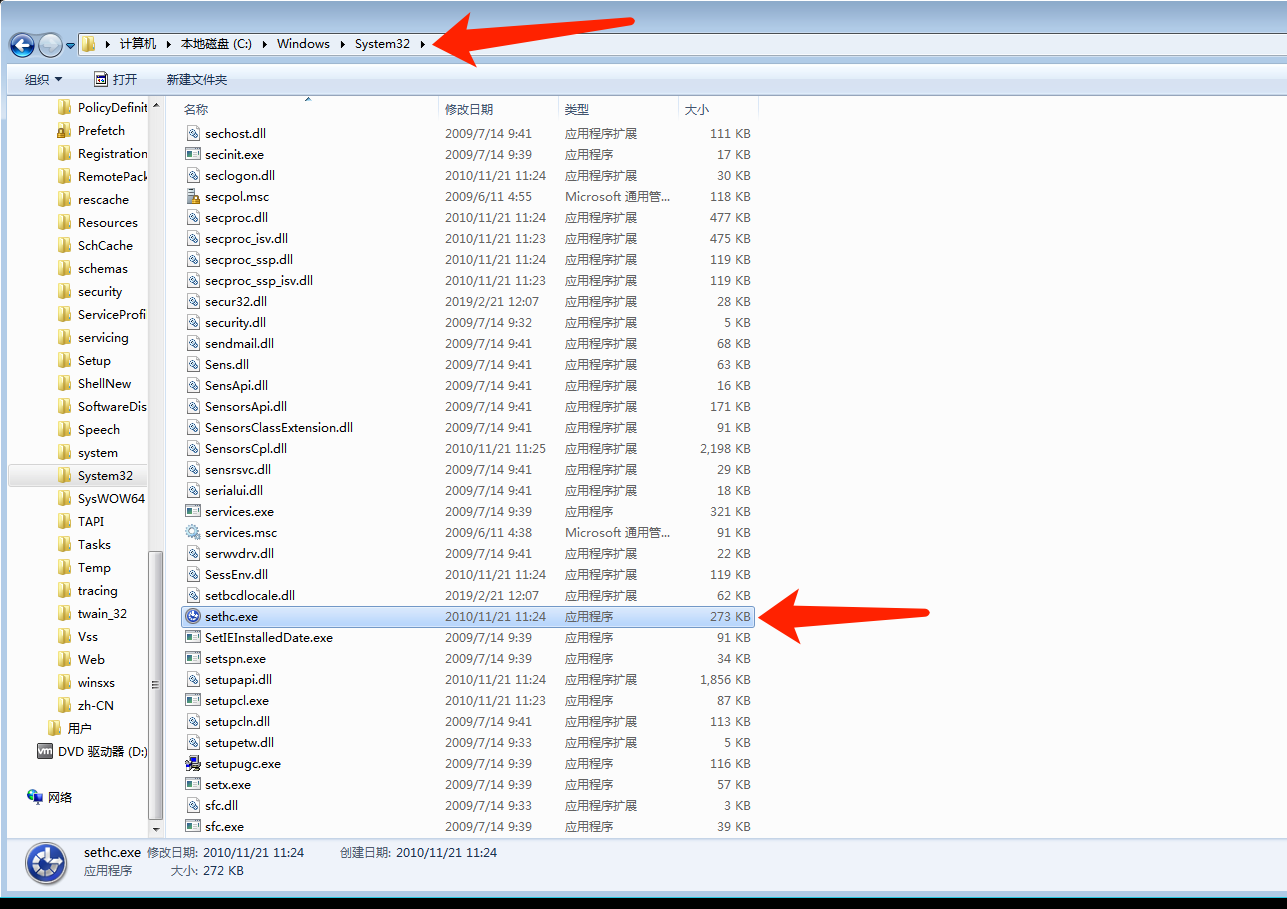 计算机 本地磁盘 (C:) Windows System32
组织 打开 新建文件夹
PolicyDefinit
Prefetch
Registration
RemotePack
rescache
Resources
SchCache
schemas
security
ServiceProfi
servicing
Setup
ShellNew
SoftwareDis
Speech
system
System32
SysWOW64
TAPI
Tasks
Temp
tracing
twain_32
Vss
Web
winsxs
zh-CN
用户
vm DVD 驱动器 (D:)
网络
名称 修改日期 类型 大小
sechost.dll 2009/7/14 9:41 应用程序扩展 111 KB
secinit.exe 2009/7/14 9:39 应用程序 17 KB
seclogon.dll 2010/11/21 11:24 应用程序扩展 30 KB
secpol.msc 2009/6/11 4:55 Microsoft 通用管... 118 KB
secproc.dll 2010/11/21 11:24 应用程序扩展 477 KB
secproc_isv.dll 2010/11/21 11:23 应用程序扩展 475 KB
secproc_ssp.dll 2010/11/21 11:24 应用程序扩展 119 KB
secproc_ssp_isv.dll 2010/11/21 11:23 应用程序扩展 119 KB
secur32.dll 2019/2/21 12:07 应用程序扩展 28 KB
security.dll 2009/7/14 9:32 应用程序扩展 5 KB
sendmail.dll 2009/7/14 9:41 应用程序扩展 68 KB
Sens.dll 2009/7/14 9:41 应用程序扩展 63 KB
SensApi.dll 2009/7/14 9:41 应用程序扩展 16 KB
SensorsApi.dll 2009/7/14 9:41 应用程序扩展 171 KB
SensorsClassExtension.dll 2009/7/14 9:41 应用程序扩展 91 KB
SensorsCpl.dll 2010/11/21 11:25 应用程序扩展 2,198 KB
sensrsvc.dll 2009/7/14 9:41 应用程序扩展 29 KB
serialui.dll 2009/7/14 9:41 应用程序扩展 18 KB
services.exe 2009/7/14 9:39 应用程序 321 KB
services.msc 2009/6/11 4:38 Microsoft 通用管... 91 KB
serwvdrv.dll 2009/7/14 9:41 应用程序扩展 22 KB
SessEnv.dll 2010/11/21 11:24 应用程序扩展 119 KB
setbcdlocale.dll 2019/2/21 12:07 应用程序扩展 62 KB
sethc.exe 2010/11/21 11:24 应用程序 273 KB
SetIEInstalledDate.exe 2009/7/14 9:39 应用程序 91 KB
setspn.exe 2009/7/14 9:39 应用程序 34 KB
setupapi.dll 2010/11/21 11:24 应用程序扩展 1,856 KB
setupcl.exe 2010/11/21 11:23 应用程序 87 KB
setupcln.dll 2009/7/14 9:41 应用程序扩展 113 KB
setupetw.dll 2009/7/14 9:33 应用程序扩展 5 KB
setupugc.exe 2009/7/14 9:39 应用程序 116 KB
setx.exe 2009/7/14 9:39 应用程序 57 KB
sfc.dll 2009/7/14 9:33 应用程序扩展 3 KB
sfc.exe 2009/7/14 9:39 应用程序 39 KB
sethc.exe 修改日期: 2010/11/21 11:24 创建日期: 2010/11/21 11:24
应用程序 大小: 272 KB